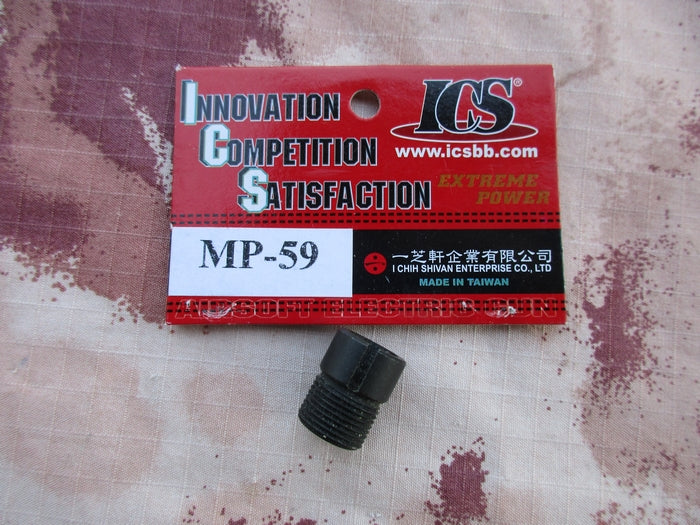 INNOVATION
COMPETITION
SATISFACTION
ICS®
www.icsbb.com
EXTREME
POWER
MP-59
一芝軒企業有限公司
I CHIH SHIVAN ENTERPRISE CO., LTD
MADE IN TAIWAN
AIRSOFT ELECTRIC GUN